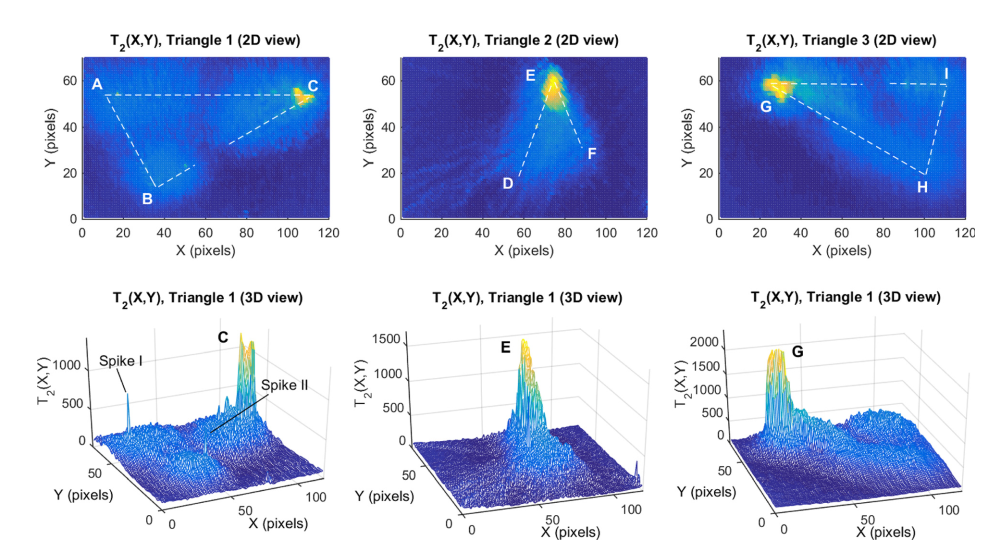 T2(X,Y), Triangle 1 (2D view)
T2(X,Y), Triangle 2 (2D view)
T2(X,Y), Triangle 3 (2D view)
60
40
20
0
Y (pixels)
A
C
B
0 20 40 60 80 100 120
X (pixels)
60
40
20
0
Y (pixels)
E
F
D
0 20 40 60 80 100 120
X (pixels)
60
40
20
0
Y (pixels)
I
G
H
0 20 40 60 80 100 120
X (pixels)
T2(X,Y), Triangle 1 (3D view)
T2(X,Y), Triangle 1 (3D view)
T2(X,Y), Triangle 1 (3D view)
C
Spike I
Spike II
1000
500
0
T2(X,Y)
50
0
Y (pixels)
0 50 100
X (pixels)
E
1500
1000
500
0
T2(X,Y)
50
0
Y (pixels)
0 50 100
X (pixels)
G
2000
1500
1000
500
0
T2(X,Y)
50
0
Y (pixels)
0 50 100
X (pixels)